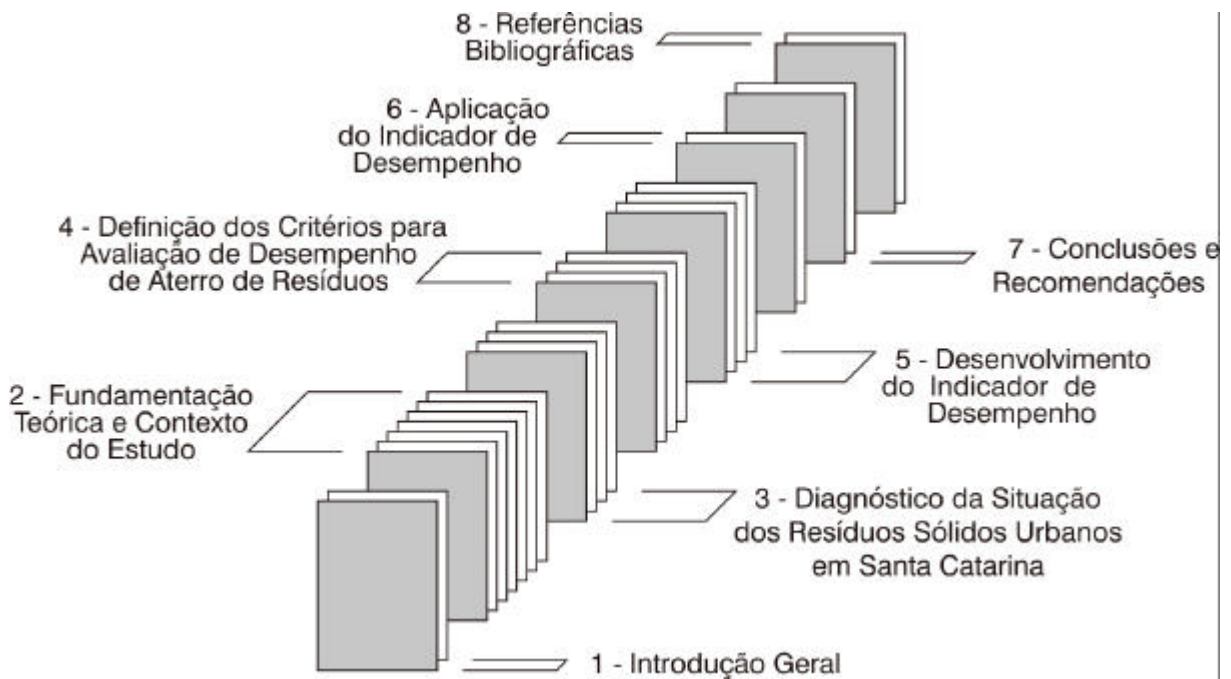 8 - Referências
Bibliográficas
6 - Aplicação
do Indicador de
Desempenho
4 - Definição dos Critérios para
Avaliação de Desempenho
de Aterro de Resíduos
7 - Conclusões e
Recomendações
5 - Desenvolvimento
do Indicador de
Desempenho
2 - Fundamentação
Teórica e Contexto
do Estudo
3 - Diagnóstico da Situação
dos Resíduos Sólidos Urbanos
em Santa Catarina
1 - Introdução Geral